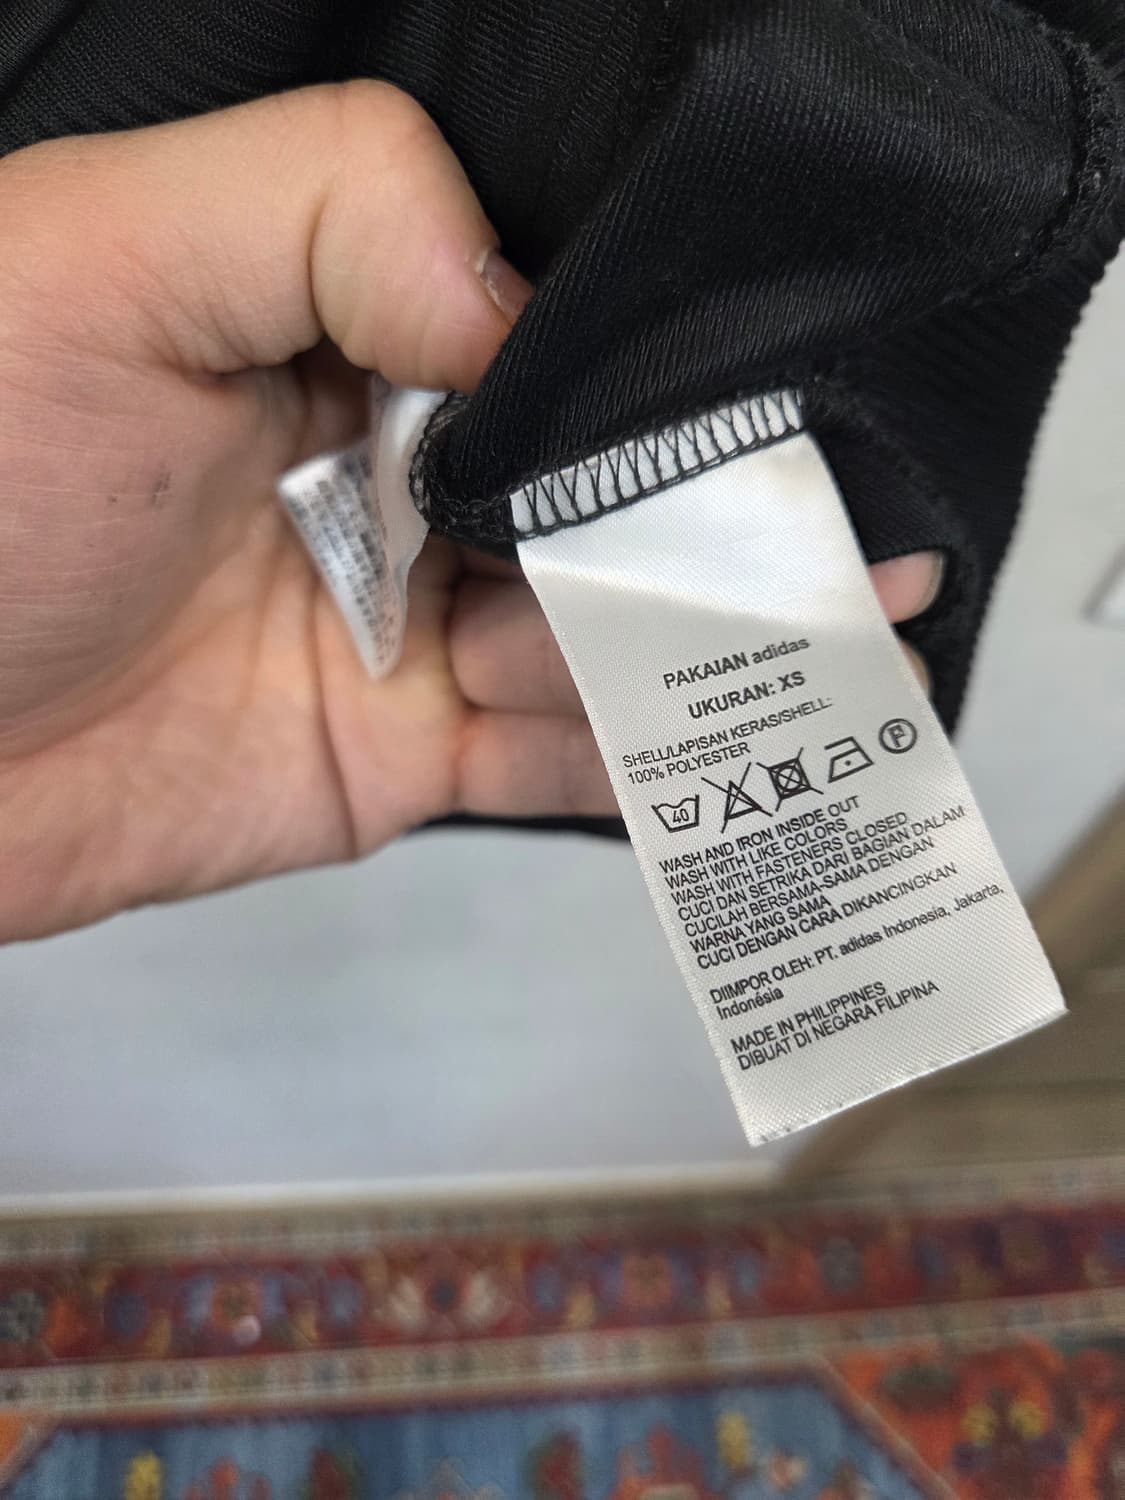 PAKAIAN adidas
UKURAN: XS
SHELL/LAPISAN KERAS/SHELL:
100% POLYESTER
40 P
WASH AND IRON INSIDE OUT
WASH WITH LIKE COLORS
WASH WITH FASTENERS CLOSED
CUCI DAN SETRIKA DARI BAGIAN DALAM
CUCILAH BERSAMA-SAMA DENGAN
WARNA YANG SAMA
CUCI DENGAN CARA DIKANCINGKAN
DIIMPOR OLEH: PT. adidas Indonesia, Jakarta,
Indonésia
MADE IN PHILIPPINES
DIBUAT DI NEGARA FILIPINA